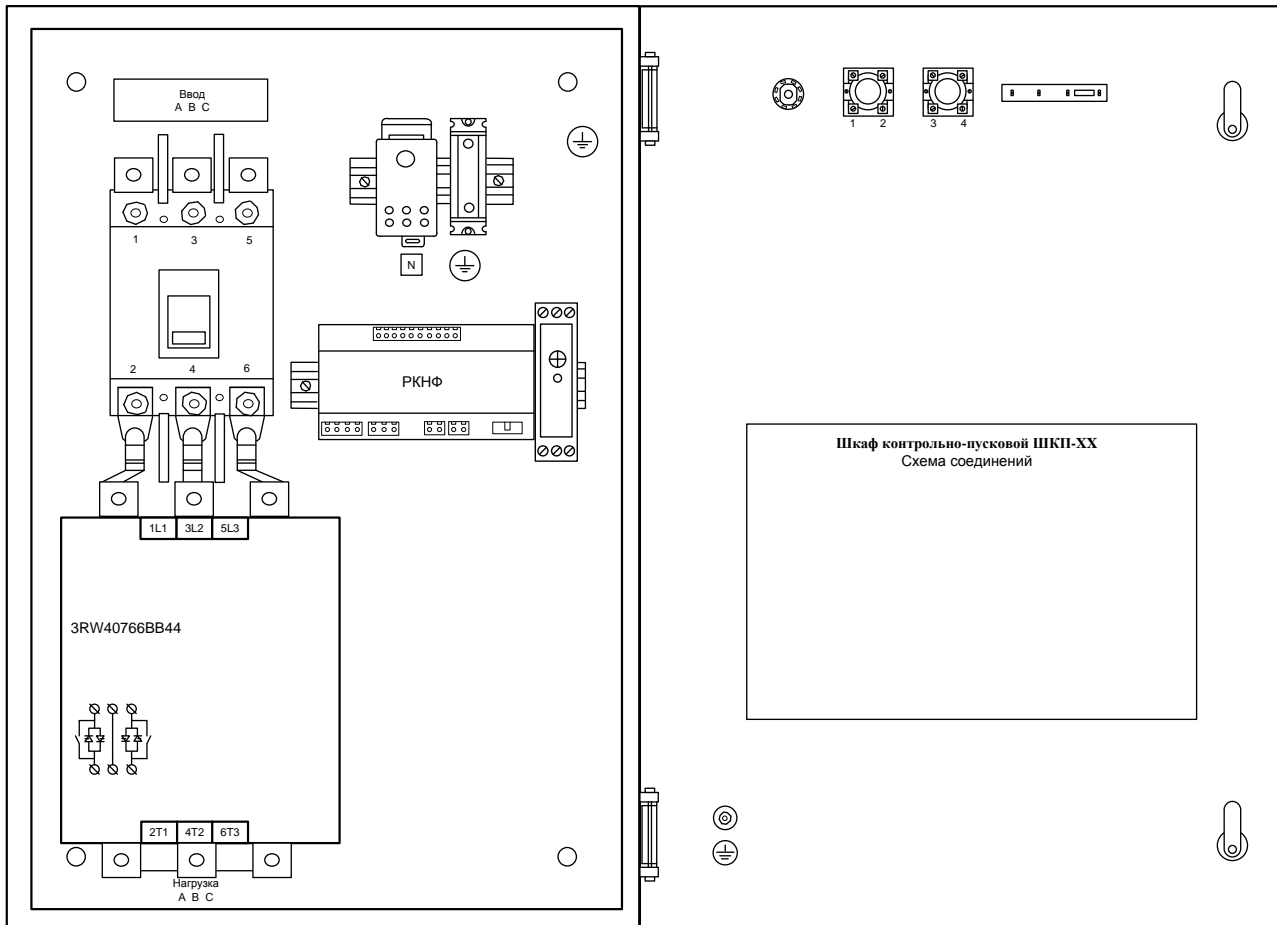 Ввод
A B C
1 3 5
2 4 6
N
РКНФ
1L1 3L2 5L3
3RW40766BB44
2T1 4T2 6T3
Нагрузка
A B C
1 2 3 4
Шкаф контрольно-пусковой ШКП-ХХ
Схема соединений